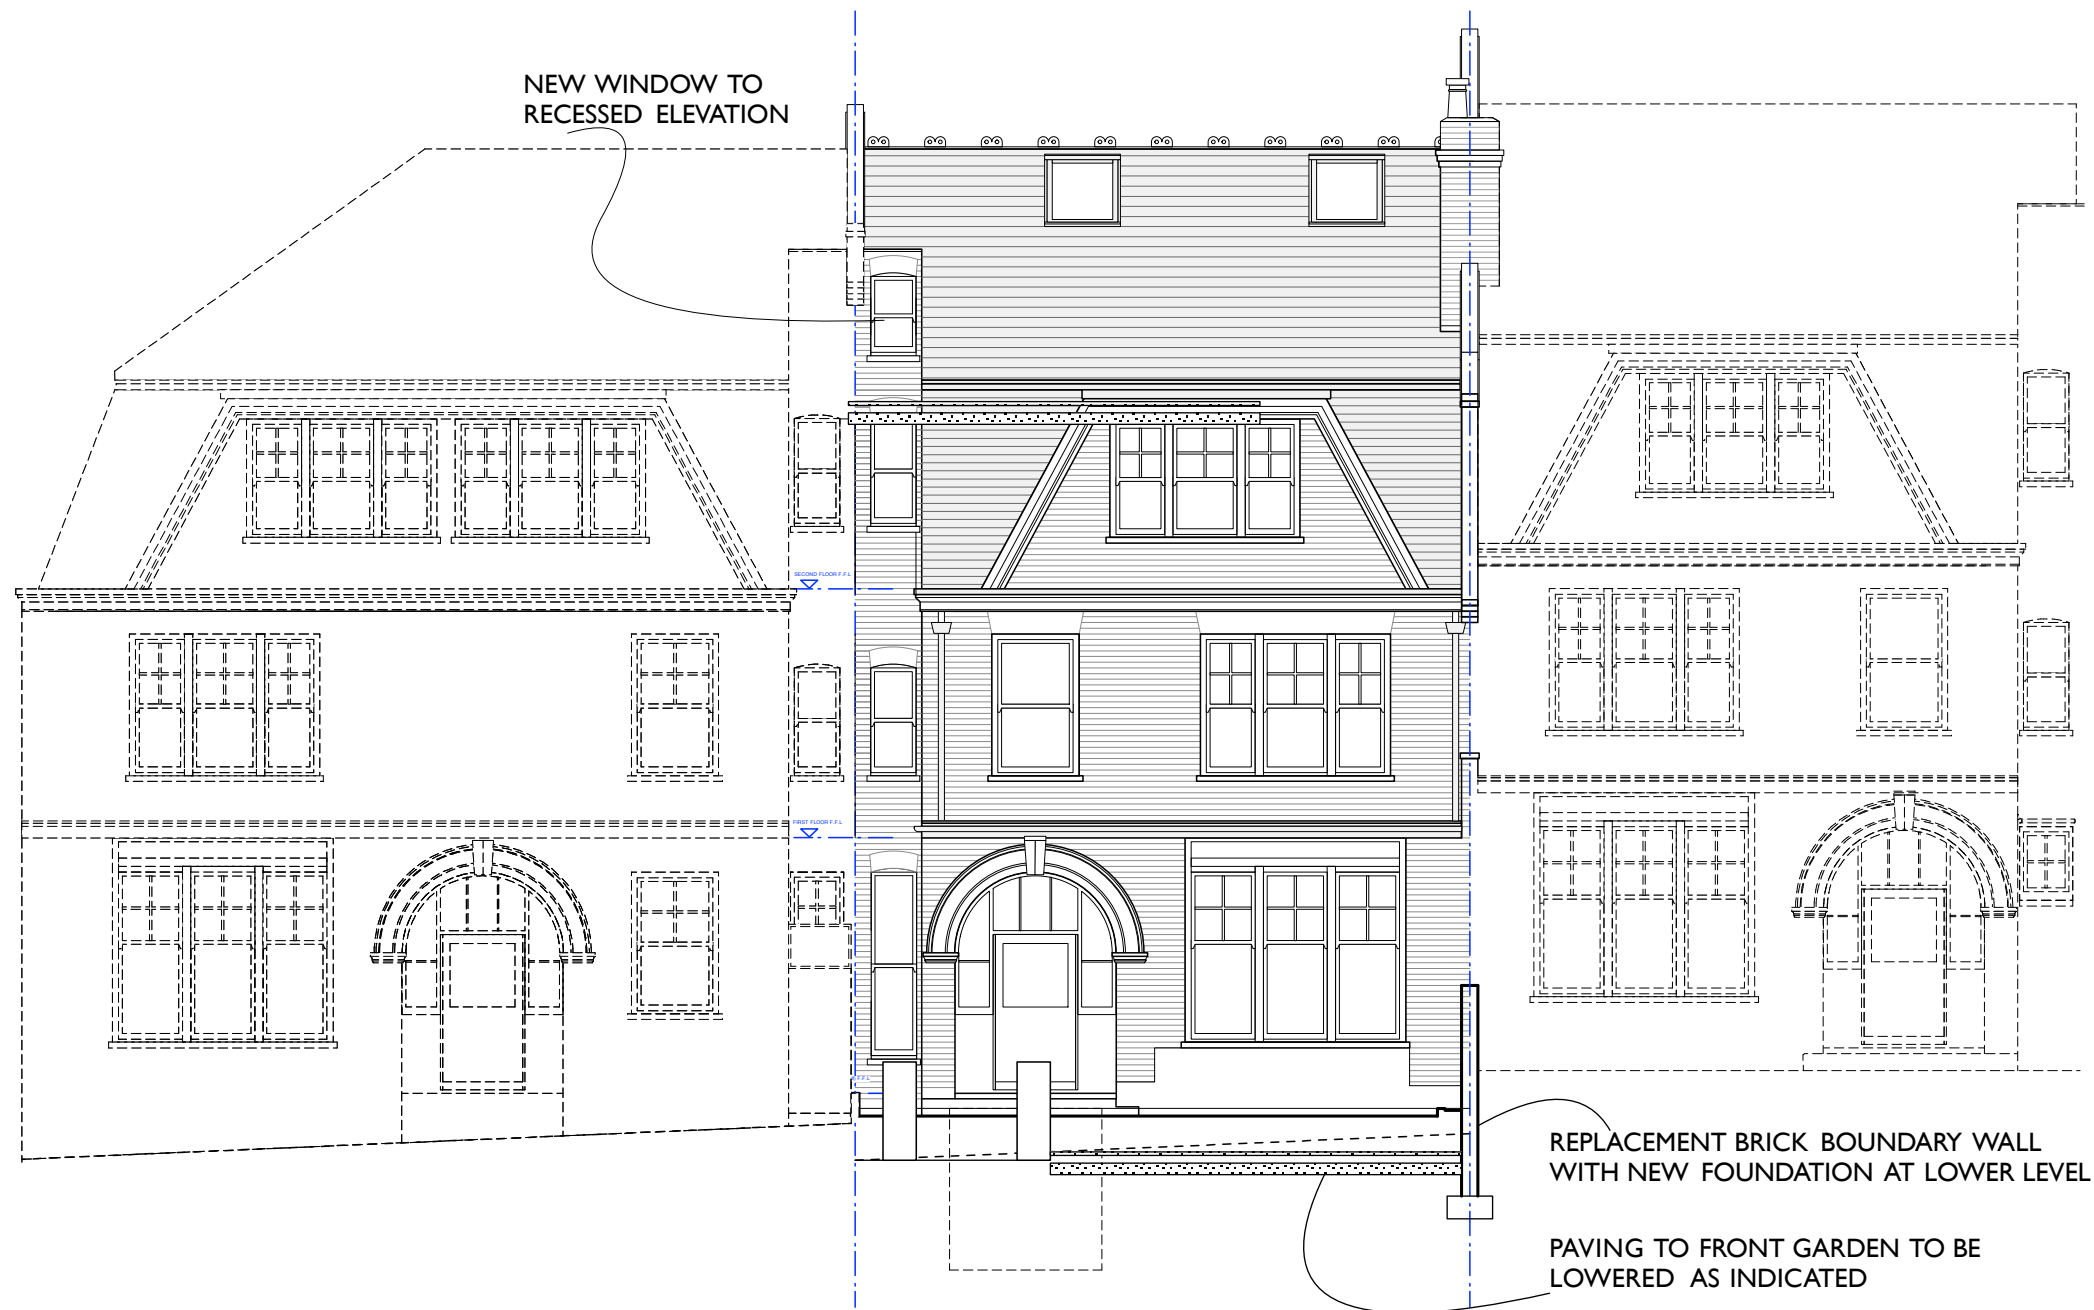 NEW WINDOW TO
RECESSED ELEVATION
SECOND FLOOR F.F.L
FIRST FLOOR F.F.L
F.F.L
REPLACEMENT BRICK BOUNDARY WALL
WITH NEW FOUNDATION AT LOWER LEVEL
PAVING TO FRONT GARDEN TO BE
LOWERED AS INDICATED